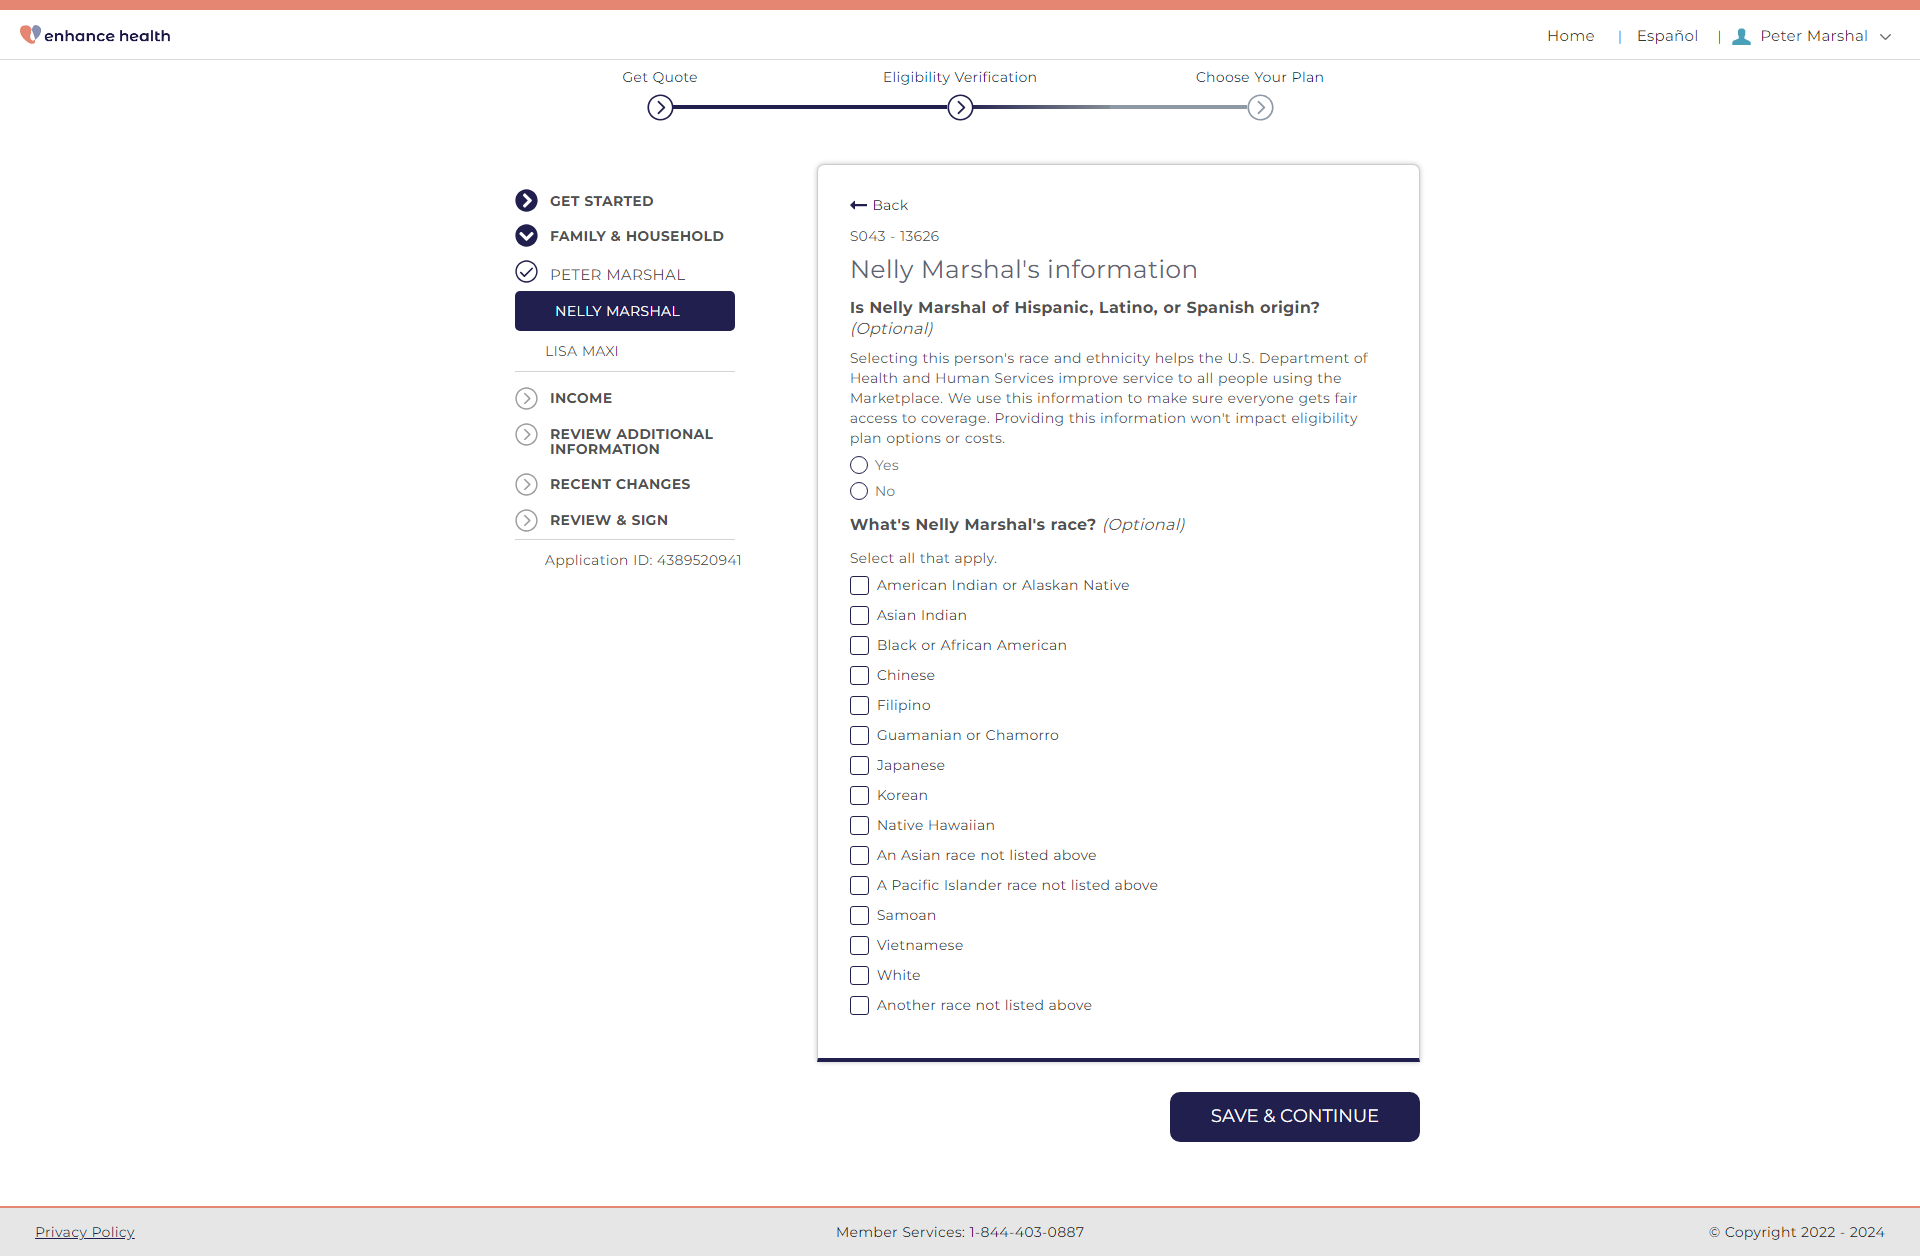 enhance health
Home | Español | Peter Marshal
Get Quote
Eligibility Verification
Choose Your Plan
GET STARTED
FAMILY & HOUSEHOLD
PETER MARSHAL
NELLY MARSHAL
LISA MAXI
INCOME
REVIEW ADDITIONAL
INFORMATION
RECENT CHANGES
REVIEW & SIGN
Application ID: 4389520941
Back
S043 - 13626
Nelly Marshal's information
Is Nelly Marshal of Hispanic, Latino, or Spanish origin?
(Optional)
Selecting this person's race and ethnicity helps the U.S. Department of
Health and Human Services improve service to all people using the
Marketplace. We use this information to make sure everyone gets fair
access to coverage. Providing this information won't impact eligibility
plan options or costs.
Yes
No
What's Nelly Marshal's race? (Optional)
Select all that apply.
American Indian or Alaskan Native
Asian Indian
Black or African American
Chinese
Filipino
Guamanian or Chamorro
Japanese
Korean
Native Hawaiian
An Asian race not listed above
A Pacific Islander race not listed above
Samoan
Vietnamese
White
Another race not listed above
SAVE & CONTINUE
Privacy Policy
Member Services: 1-844-403-0887
© Copyright 2022 - 2024